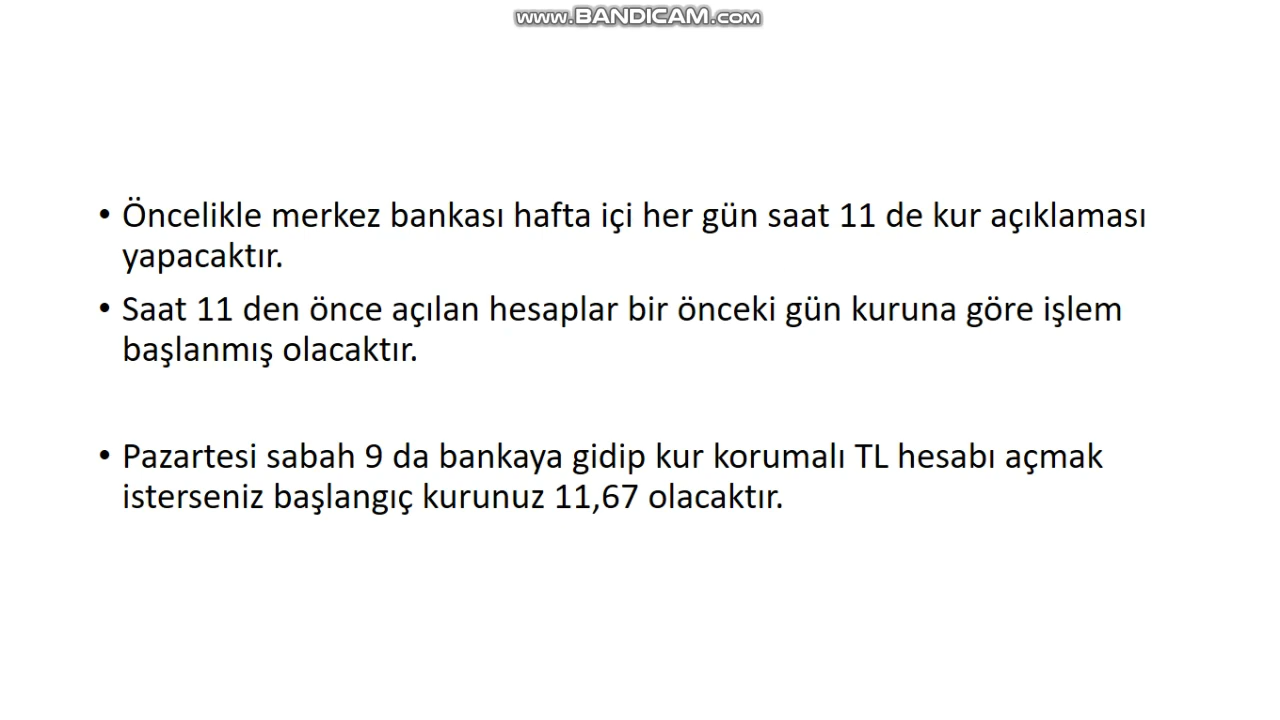 www.BANDICAM.com
• Öncelikle merkez bankası hafta içi her gün saat 11 de kur açıklaması
yapacaktır.
• Saat 11 den önce açılan hesaplar bir önceki gün kuruna göre işlem
başlanmış olacaktır.
• Pazartesi sabah 9 da bankaya gidip kur korumalı TL hesabı açmak
isterseniz başlangıç kurunuz 11,67 olacaktır.